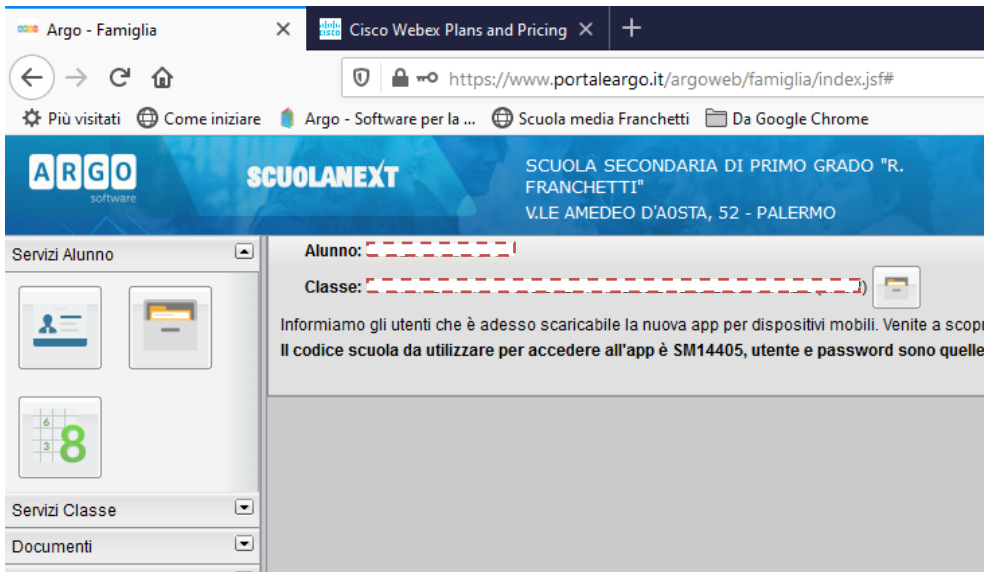 Argo - Famiglia
Cisco Webex Plans and Pricing
https://www.portaleargo.it/argoweb/famiglia/index.jsf#
Più visitati Come iniziare Argo - Software per la ... Scuola media Franchetti Da Google Chrome
ARGO
software
SCUOLANEXT
SCUOLA SECONDARIA DI PRIMO GRADO "R.
FRANCHETTI"
V.LE AMEDEO D'A0STA, 52 - PALERMO
Servizi Alunno
Alunno:
Classe:
Informiamo gli utenti che è adesso scaricabile la nuova app per dispositivi mobili. Venite a scop
Il codice scuola da utilizzare per accedere all'app è SM14405, utente e password sono quelle
6
3 8
Servizi Classe
Documenti